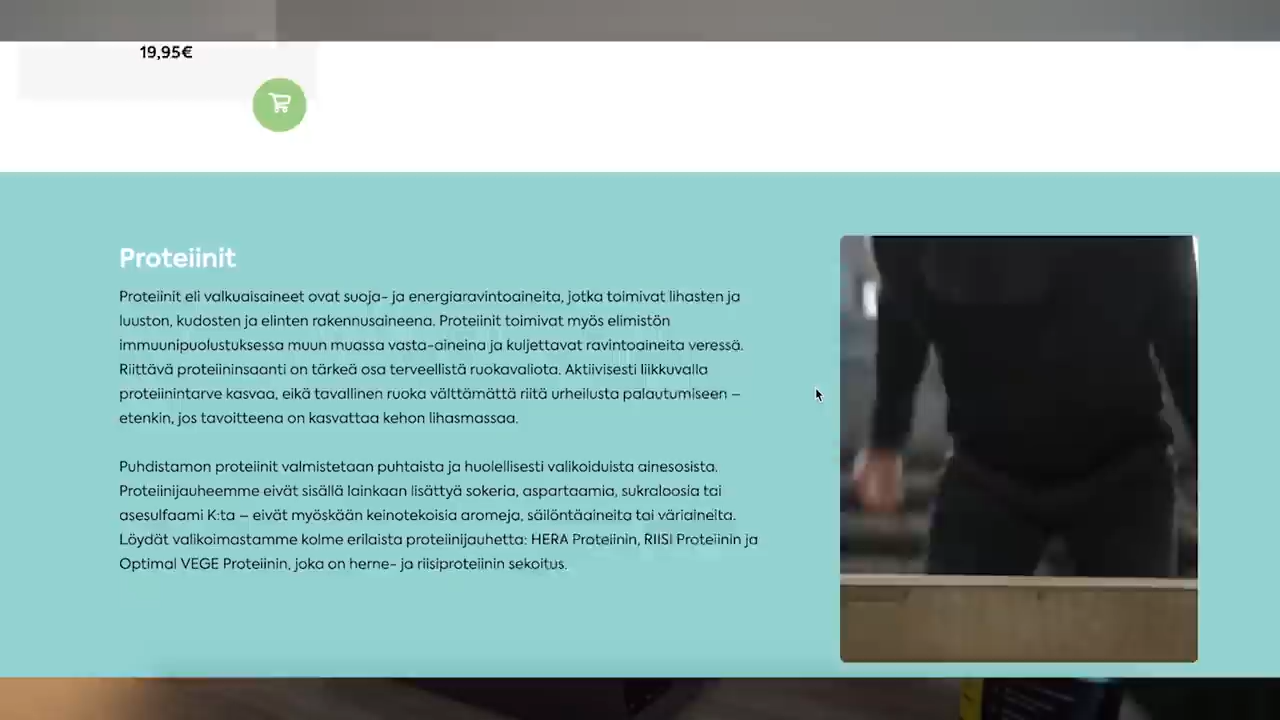 19,95€
Proteiinit
Proteiinit eli valkuaisaineet ovat suoja- ja energiaravintoaineita, jotka toimivat lihasten ja
luuston, kudosten ja elinten rakennusaineena. Proteiinit toimivat myös elimistön
immuunipuolustuksessa muun muassa vasta-aineina ja kuljettavat ravintoaineita veressä.
Riittävä proteiininsaanti on tärkeä osa terveellistä ruokavaliota. Aktiivisesti liikkuvalla
proteiinintarve kasvaa, eikä tavallinen ruoka välttämättä riitä urheilusta palautumiseen –
etenkin, jos tavoitteena on kasvattaa kehon lihasmassaa.
Puhdistamon proteiinit valmistetaan puhtaista ja huolellisesti valikoiduista ainesosista.
Proteiinijauheemme eivät sisällä lainkaan lisättyä sokeria, aspartaamia, sukraloosia tai
asesulfaami K:ta – eivät myöskään keinotekoisia aromeja, säilöntäaineita tai väriaineita.
Löydät valikoimastamme kolme erilaista proteiinijauhetta: HERA Proteiinin, RIISI Proteiinin ja
Optimal VEGE Proteiinin, joka on herne- ja riisiproteiinin sekoitus.